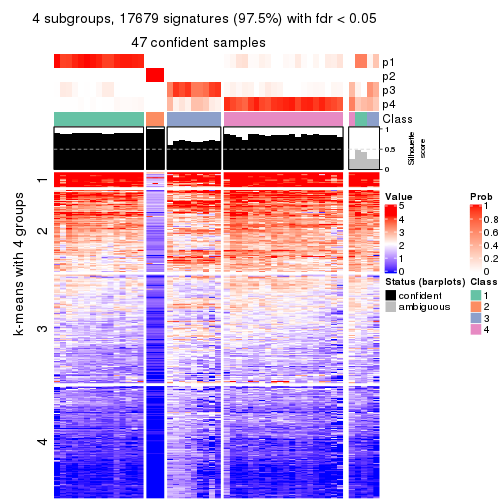 4 subgroups, 17679 signatures (97.5%) with fdr < 0.05
47 confident samples
p1
p2
p3
p4
Class
1
0.5
0
Silhouette
score
k-means with 4 groups
1
2
3
4
Value
5
4
3
2
1
0
Prob
1
0.8
0.6
0.4
0.2
0
Status (barplots)
confident
ambiguous
Class
1
2
3
4